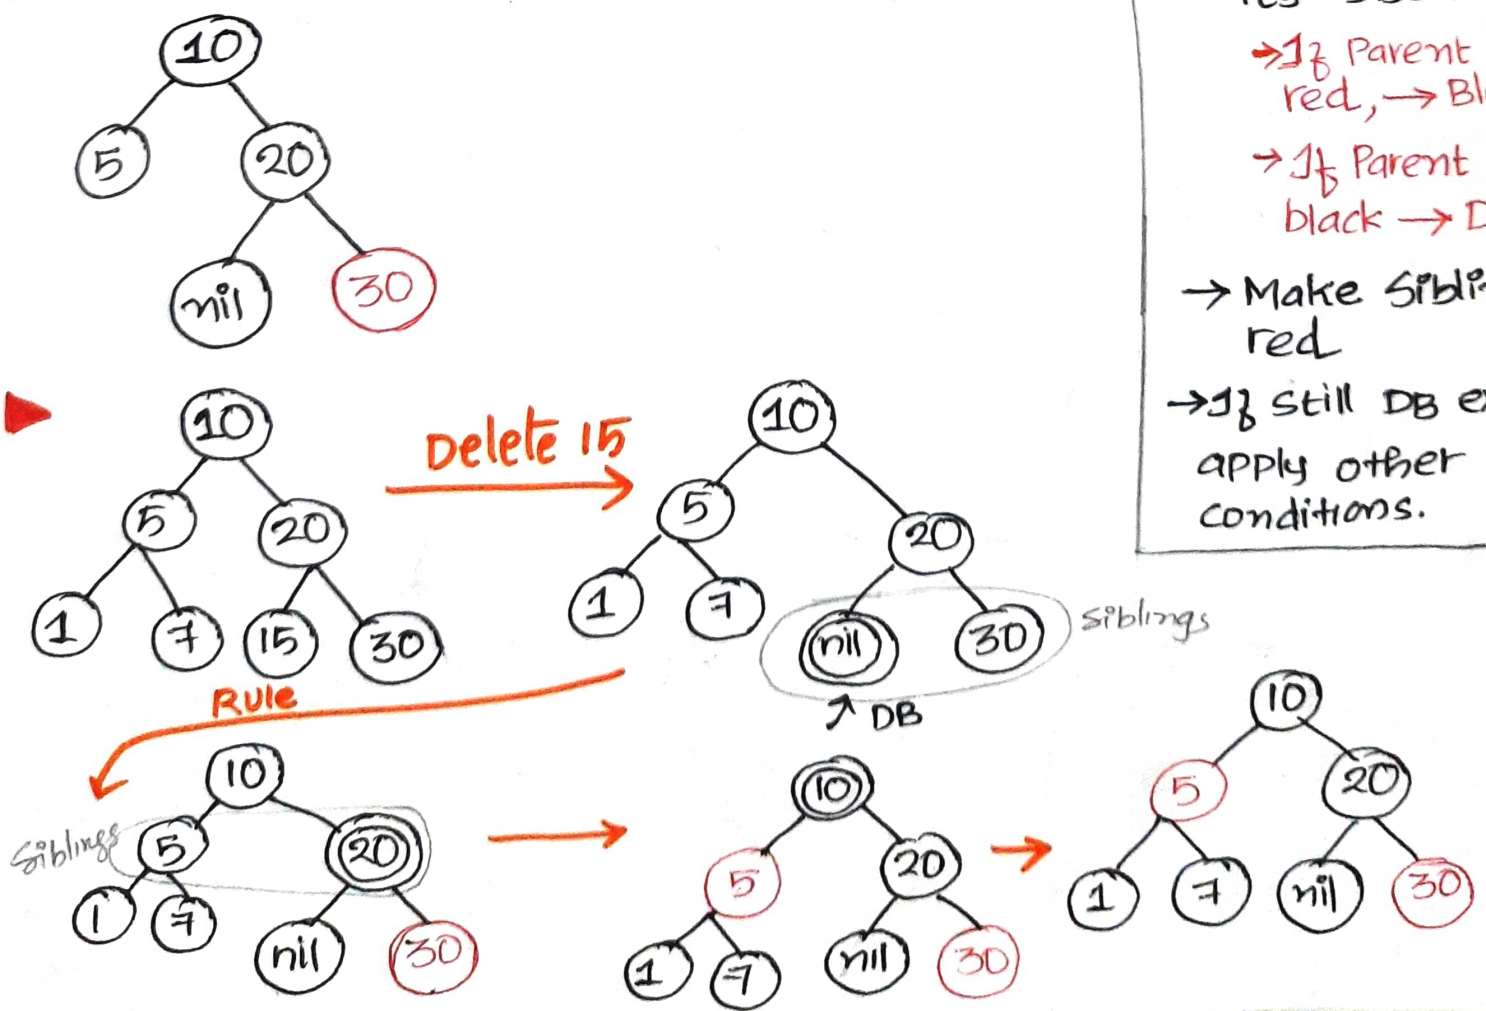 10
5 20
nil 30
→ If Parent
red, →
→ If Parent
black →
→ Make
red
→ If still DB
apply other
conditions.
10
5 20
1 7 15 30
Delete 15
10
5 20
1 7 nil 30
siblings
↗ DB
RULE
10
siblings
5 20
1 7
nil 30
10
5 20
1 7 nil 30
10
5 20
1 7 nil 30